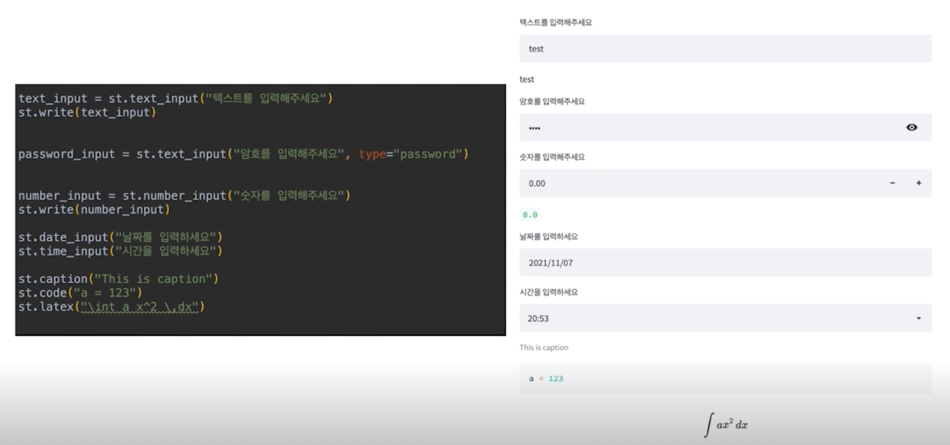 text_input = st.text_input("텍스트를 입력해주세요")
st.write(text_input)
password_input = st.text_input("암호를 입력해주세요", type="password")
number_input = st.number_input("숫자를 입력해주세요")
st.write(number_input)
st.date_input("날짜를 입력하세요")
st.time_input("시간을 입력하세요")
st.caption("This is caption")
st.code("a = 123")
st.latex("\int a x^2 \,dx")
텍스트를 입력해주세요
test
test
암호를 입력해주세요
••••
숫자를 입력해주세요
0.00 − +
0.0
날짜를 입력하세요
2021/11/07
시간을 입력하세요
20:53
This is caption
a = 123
∫ ax² dx